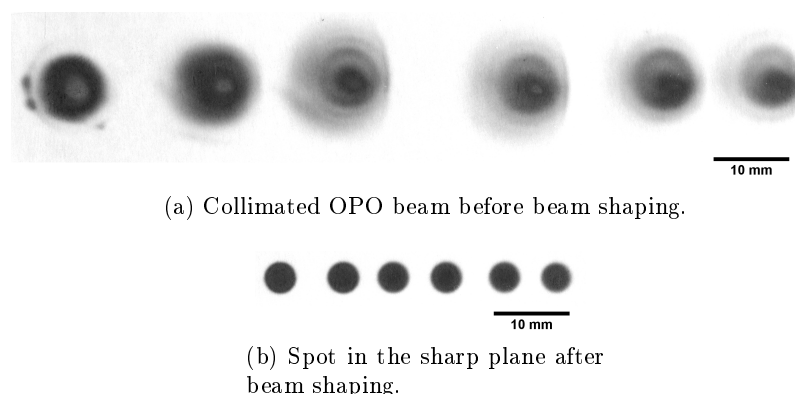 10 mm
(a) Collimated OPO beam before beam shaping.
10 mm
(b) Spot in the sharp plane after
beam shaping.